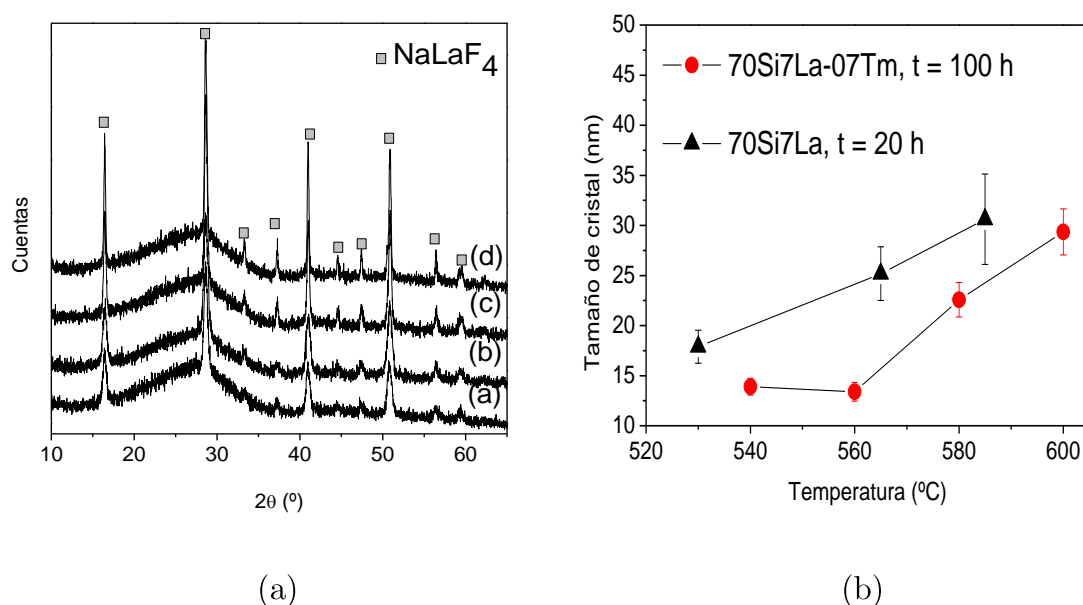 NaLaF4
(d)
(c)
(b)
(a)
Cuentas
10 20 30 40 50 60
2θ (º)
(a)
50
45
40
35
30
25
20
15
10
70Si7La-07Tm, t = 100 h
70Si7La, t = 20 h
Tamaño de cristal (nm)
520 540 560 580 600
Temperatura (ºC)
(b)